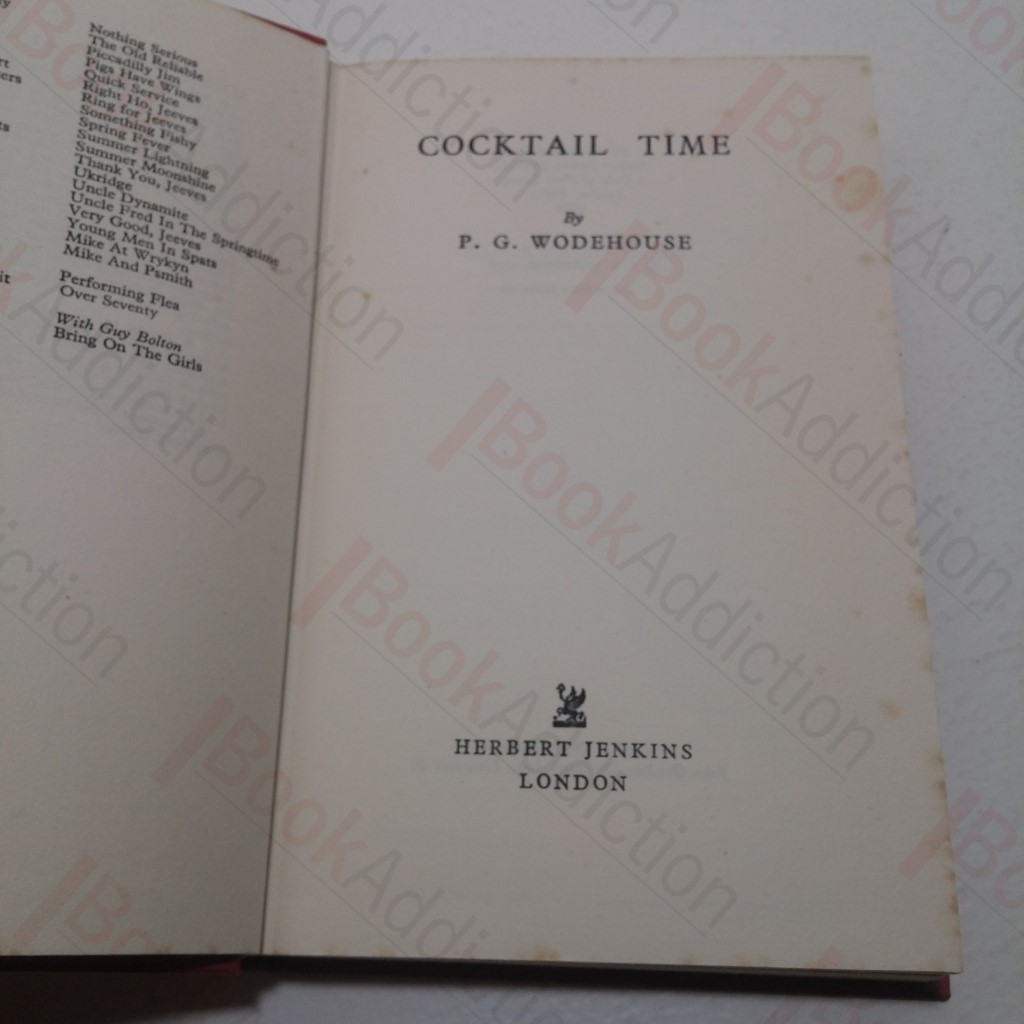 Nothing Serious
The Old Reliable
Piccadilly Jim
Pigs Have Wings
Quick Service
Right Ho, Jeeves
Ring for Jeeves
Something Fishy
Spring Fever
Summer Lightning
Summer Moonshine
Thank You, Jeeves
Ukridge
Uncle Dynamite
Uncle Fred In The Springtime
Very Good, Jeeves
Young Men In Spats
Mike At Wrykyn
Mike And Psmith
Performing Flea
Over Seventy
With Guy Bolton
Bring On The Girls
COCKTAIL TIME
By
P. G. WODEHOUSE
HERBERT JENKINS
LONDON
BookAddiction